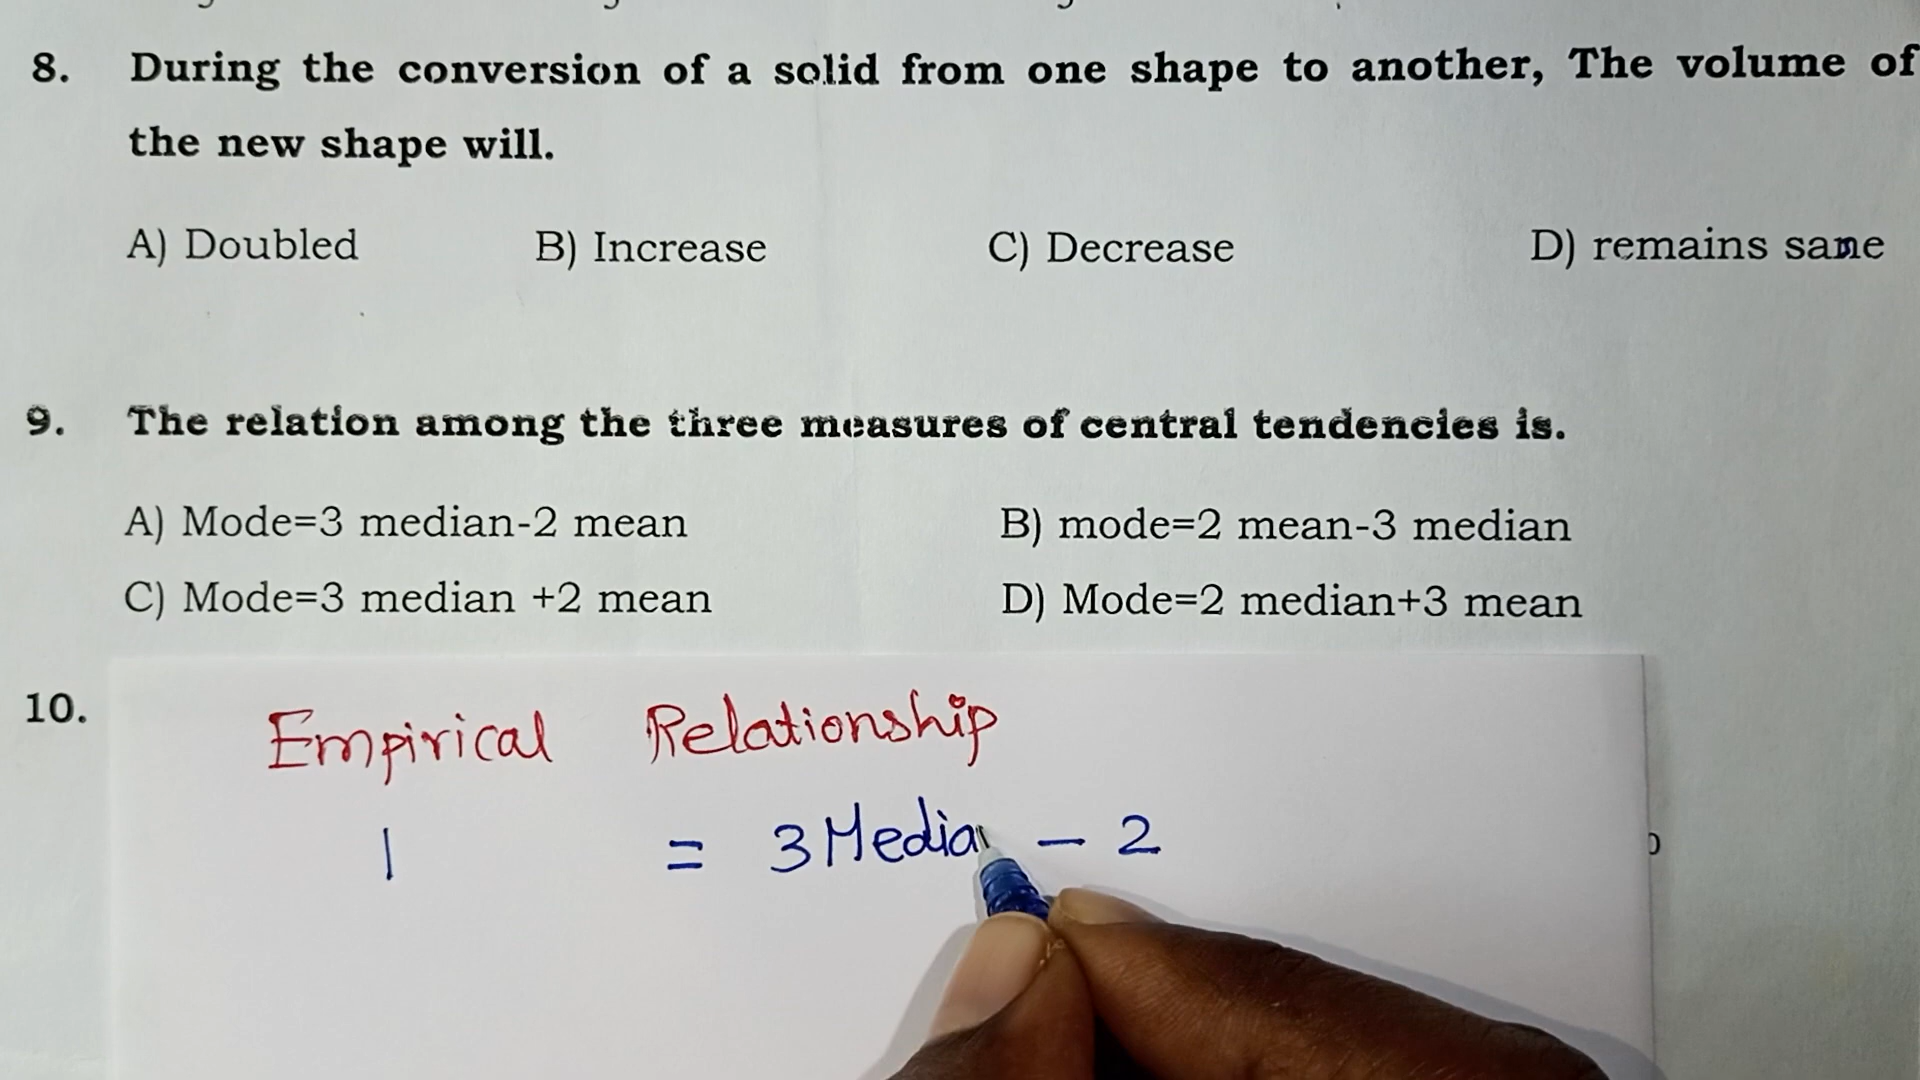 8. During the conversion of a solid from one shape to another, The volume of
the new shape will.
A) Doubled B) Increase C) Decrease D) remains same
9. The relation among the three measures of central tendencies is.
A) Mode=3 median-2 mean B) mode=2 mean-3 median
C) Mode=3 median +2 mean D) Mode=2 median+3 mean
10.
Empirical Relationship
1 = 3 Media - 2